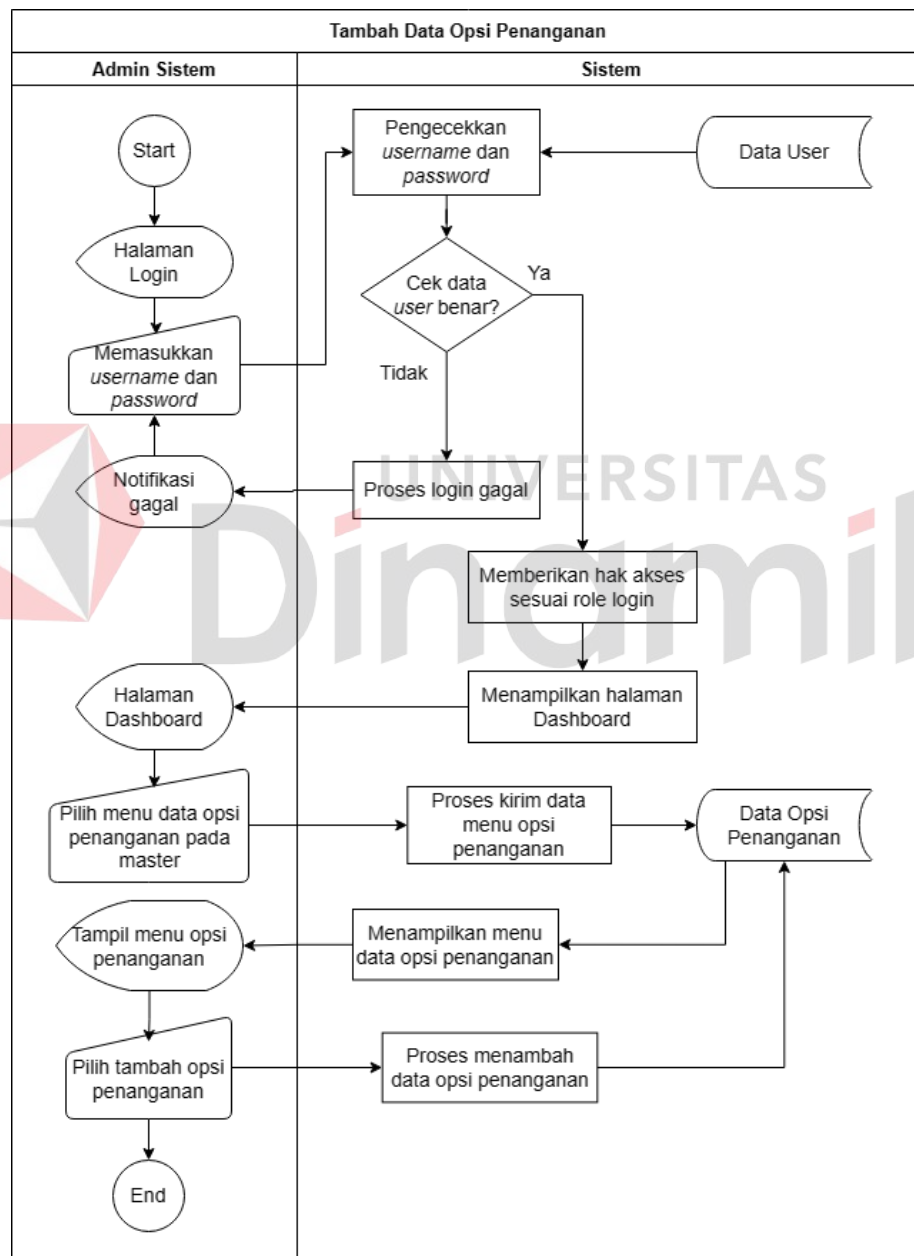 Tambah Data Opsi Penanganan
Admin Sistem
Sistem
Start
Pengecekkan
username dan
password
Data User
Halaman
Login
Cek data
user benar?
Ya
Tidak
Memasukkan
username dan
password
Notifikasi
gagal
Proses login gagal
UNIVERSITAS
Dinamik
Memberikan hak akses
sesuai role login
Halaman
Dashboard
Menampilkan halaman
Dashboard
Pilih menu data opsi
penanganan pada
master
Proses kirim data
menu opsi
penanganan
Data Opsi
Penanganan
Tampil menu opsi
penanganan
Menampilkan menu
data opsi penanganan
Pilih tambah opsi
penanganan
Proses menambah
data opsi penanganan
End